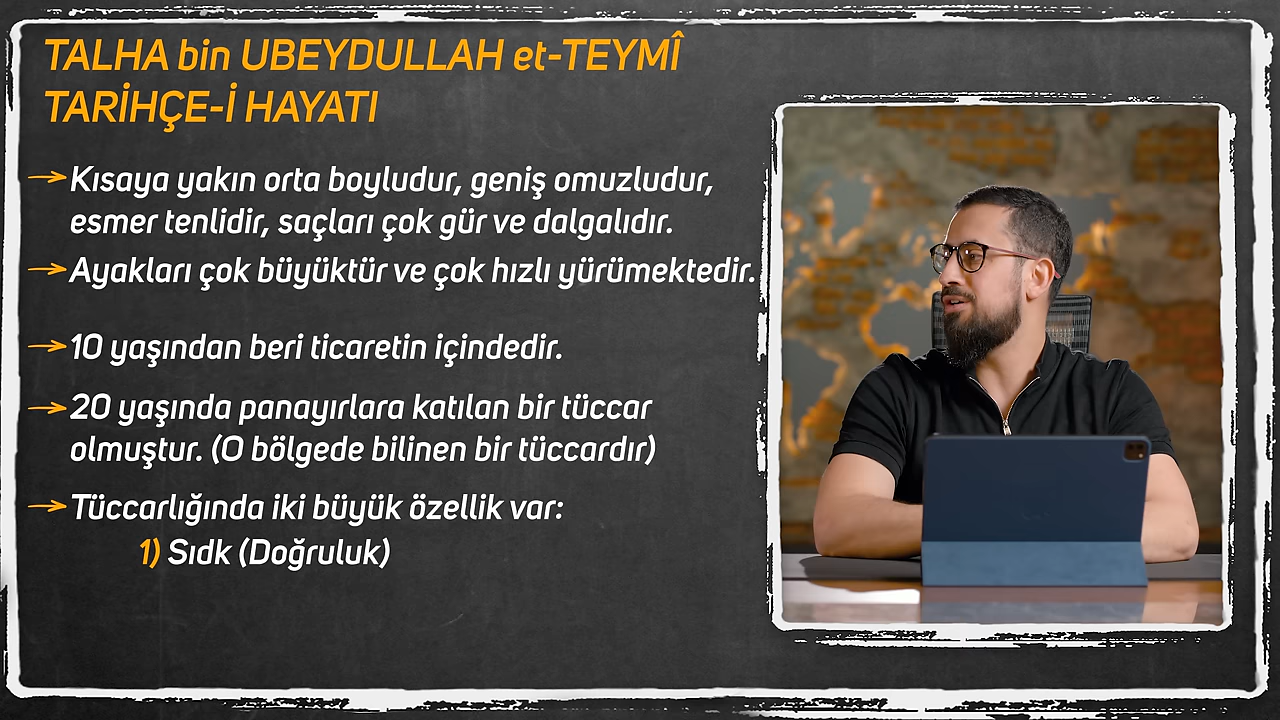 TALHA bin UBEYDULLAH et-TEYMÎ
TARİHÇE-İ HAYATI
Kısaya yakın orta boyludur, geniş omuzludur,
esmer tenlidir, saçları çok gür ve dalgalıdır.
Ayakları çok büyüktür ve çok hızlı yürümektedir.
10 yaşından beri ticaretin içindedir.
20 yaşında panayırlara katılan bir tüccar
olmuştur. (O bölgede bilinen bir tüccardır)
Tüccarlığında iki büyük özellik var:
1) Sıdk (Doğruluk)